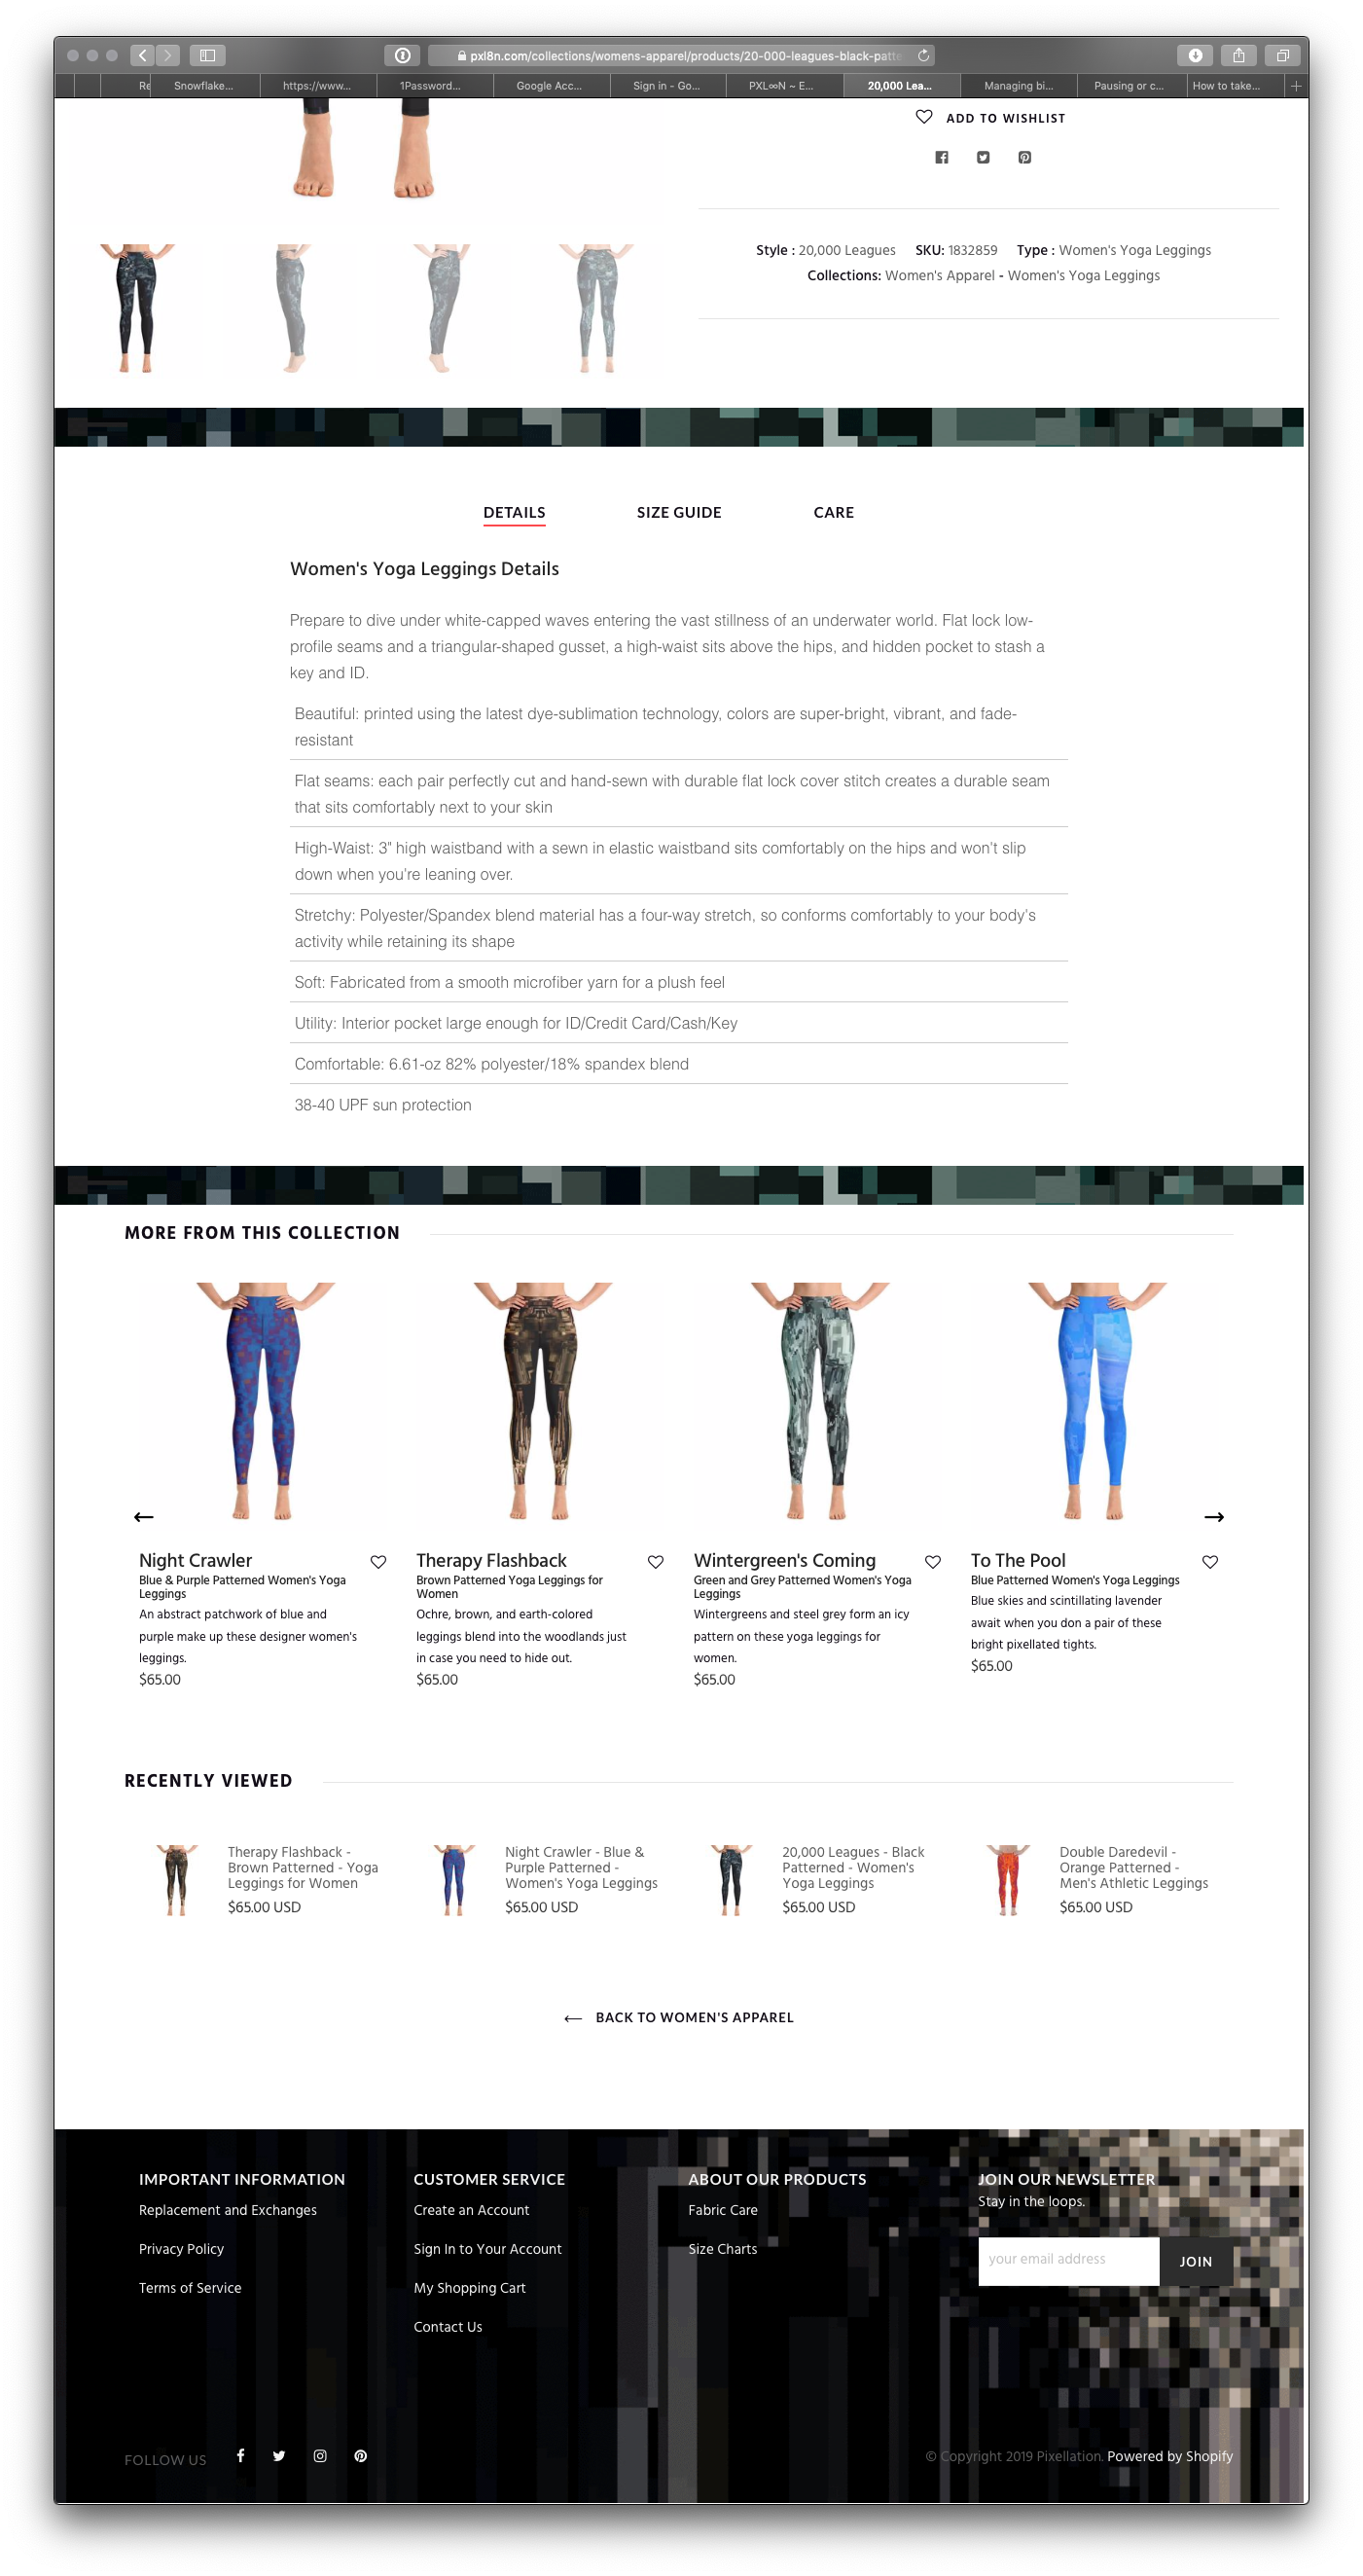 pxl8n.com/collections/womens-apparel/products/20-000-leagues-black-patte
Snowflake... https://www... 1Password... Google Acc... Sign in - Go... PXL∞N ~ E... 20,000 Lea... Managing bi... Pausing or c... How to take...
ADD TO WISHLIST
Style : 20,000 Leagues SKU: 1832859 Type : Women's Yoga Leggings
Collections: Women's Apparel - Women's Yoga Leggings
DETAILS SIZE GUIDE CARE
Women's Yoga Leggings Details
Prepare to dive under white-capped waves entering the vast stillness of an underwater world. Flat lock low-
profile seams and a triangular-shaped gusset, a high-waist sits above the hips, and hidden pocket to stash a
key and ID.
Beautiful: printed using the latest dye-sublimation technology, colors are super-bright, vibrant, and fade-
resistant
Flat seams: each pair perfectly cut and hand-sewn with durable flat lock cover stitch creates a durable seam
that sits comfortably next to your skin
High-Waist: 3" high waistband with a sewn in elastic waistband sits comfortably on the hips and won't slip
down when you're leaning over.
Stretchy: Polyester/Spandex blend material has a four-way stretch, so conforms comfortably to your body's
activity while retaining its shape
Soft: Fabricated from a smooth microfiber yarn for a plush feel
Utility: Interior pocket large enough for ID/Credit Card/Cash/Key
Comfortable: 6.61-oz 82% polyester/18% spandex blend
38-40 UPF sun protection
MORE FROM THIS COLLECTION
Night Crawler
Blue & Purple Patterned Women's Yoga
Leggings
An abstract patchwork of blue and
purple make up these designer women's
leggings.
$65.00
Therapy Flashback
Brown Patterned Yoga Leggings for
Women
Ochre, brown, and earth-colored
leggings blend into the woodlands just
in case you need to hide out.
$65.00
Wintergreen's Coming
Green and Grey Patterned Women's Yoga
Leggings
Wintergreens and steel grey form an icy
pattern on these yoga leggings for
women.
$65.00
To The Pool
Blue Patterned Women's Yoga Leggings
Blue skies and scintillating lavender
await when you don a pair of these
bright pixellated tights.
$65.00
RECENTLY VIEWED
Therapy Flashback -
Brown Patterned - Yoga
Leggings for Women
$65.00 USD
Night Crawler - Blue &
Purple Patterned -
Women's Yoga Leggings
$65.00 USD
20,000 Leagues - Black
Patterned - Women's
Yoga Leggings
$65.00 USD
Double Daredevil -
Orange Patterned -
Men's Athletic Leggings
$65.00 USD
BACK TO WOMEN'S APPAREL
IMPORTANT INFORMATION
Replacement and Exchanges
Privacy Policy
Terms of Service
CUSTOMER SERVICE
Create an Account
Sign In to Your Account
My Shopping Cart
Contact Us
ABOUT OUR PRODUCTS
Fabric Care
Size Charts
JOIN OUR NEWSLETTER
Stay in the loops.
your email address JOIN
FOLLOW US
© Copyright 2019 Pixellation. Powered by Shopify